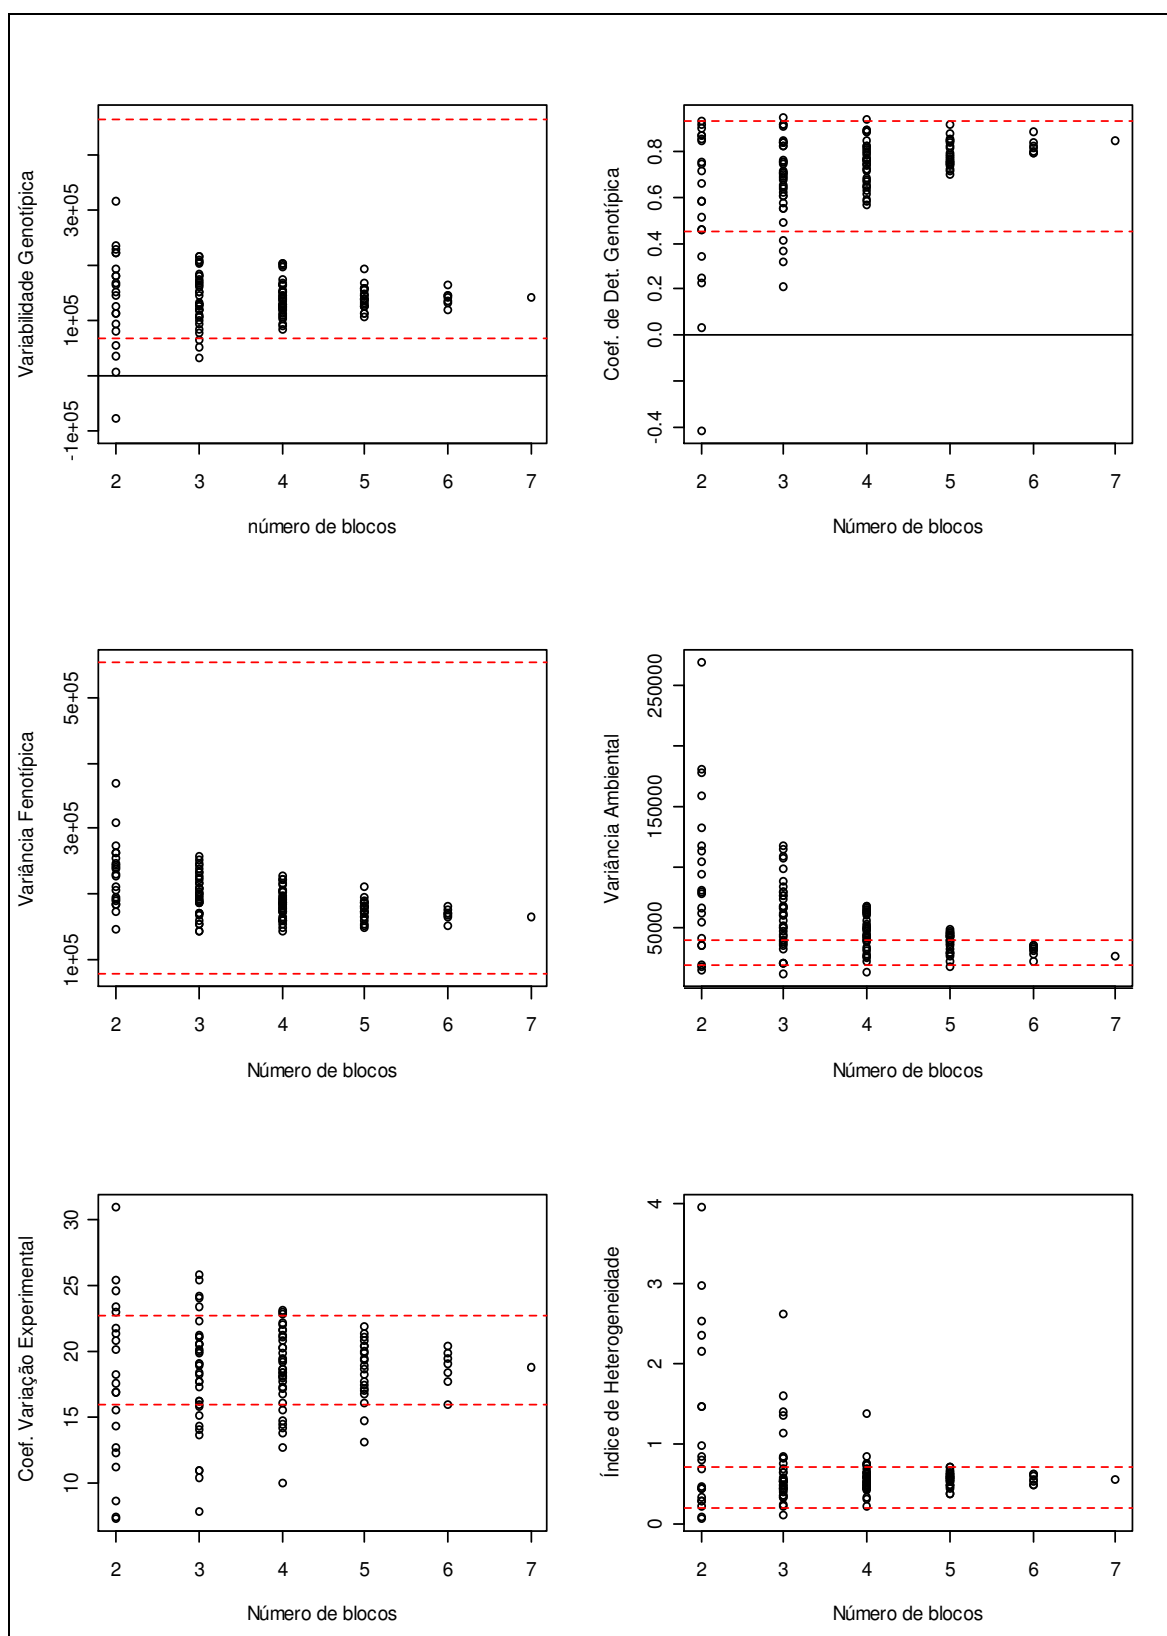 Variabilidade Genotípica
3e+05
1e+05
-1e+05
2 3 4 5 6 7
número de blocos
Coef. de Det. Genotípica
0.8
0.6
0.4
0.2
0.0
-0.4
2 3 4 5 6 7
Número de blocos
Variância Fenotípica
5e+05
3e+05
1e+05
2 3 4 5 6 7
Número de blocos
Variância Ambiental
250000
150000
50000
2 3 4 5 6 7
Número de blocos
Coef. Variação Experimental
30
25
20
15
10
2 3 4 5 6 7
Número de blocos
Índice de Heterogeneidade
4
3
2
1
0
2 3 4 5 6 7
Número de blocos